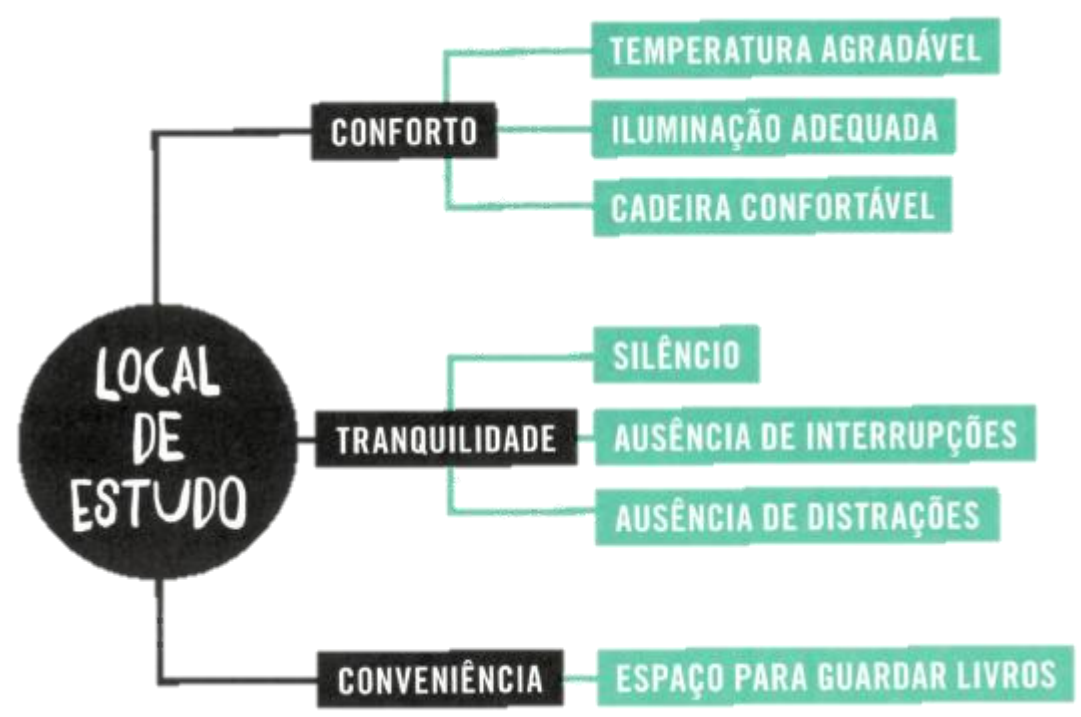 TEMPERATURA AGRADÁVEL
CONFORTO
ILUMINAÇÃO ADEQUADA
CADEIRA CONFORTÁVEL
LOCAL
DE
ESTUDO
SILÊNCIO
TRANQUILIDADE
AUSÊNCIA DE INTERRUPÇÕES
AUSÊNCIA DE DISTRAÇÕES
CONVENIÊNCIA
ESPAÇO PARA GUARDAR LIVROS